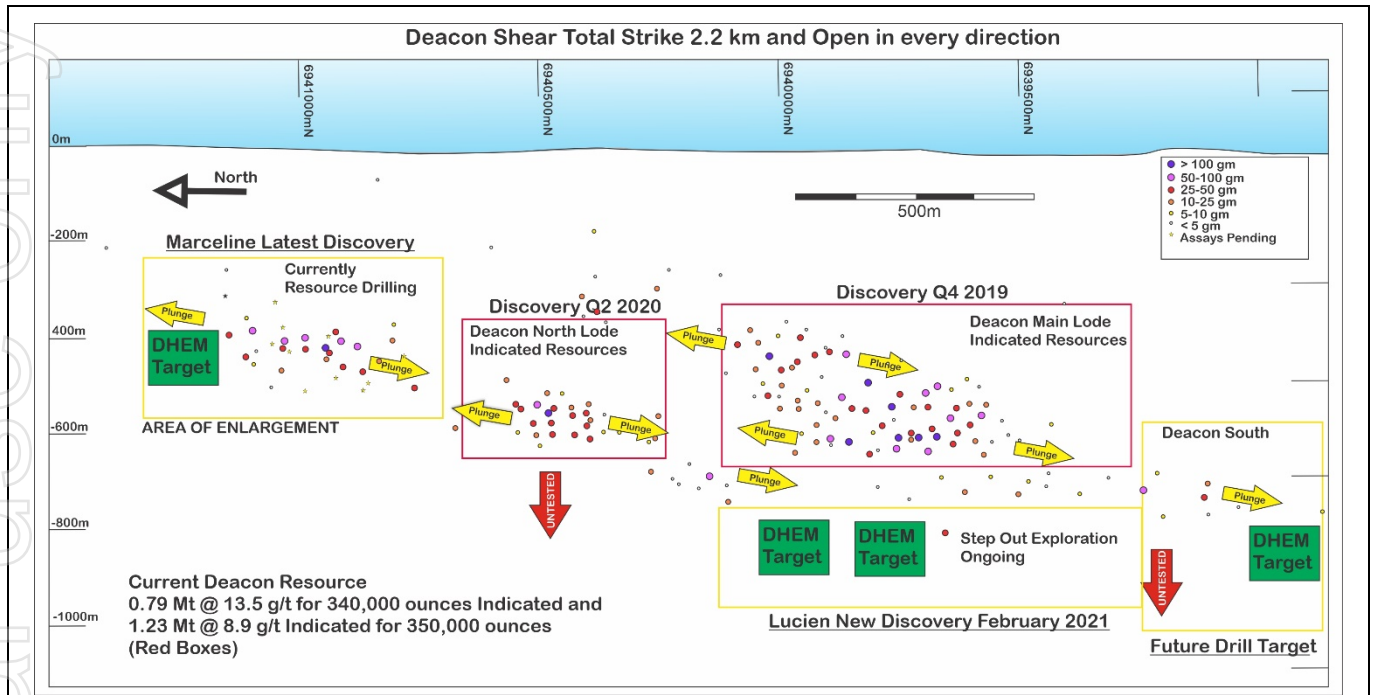 Deacon Shear Total Strike 2.2 km and Open in every direction
6941000mN
6940500mN
6940000mN
6939500mN
0m
North
500m
> 100 gm
50-100 gm
25-50 gm
10-25 gm
5-10 gm
< 5 gm
Assays Pending
-200m
Marceline Latest Discovery
Currently
Resource Drilling
Plunge
DHEM
Target
Plunge
AREA OF ENLARGEMENT
-400m
Discovery Q2 2020
Deacon North Lode
Indicated Resources
Plunge
Plunge
Discovery Q4 2019
Deacon Main Lode
Indicated Resources
Plunge
Plunge
Plunge
Plunge
Plunge
-600m
Deacon South
Plunge
DHEM
Target
UNTESTED
UNTESTED
-800m
DHEM
Target
DHEM
Target
Step Out Exploration
Ongoing
Lucien New Discovery February 2021
Future Drill Target
Current Deacon Resource
0.79 Mt @ 13.5 g/t for 340,000 ounces Indicated and
1.23 Mt @ 8.9 g/t Indicated for 350,000 ounces
(Red Boxes)
-1000m